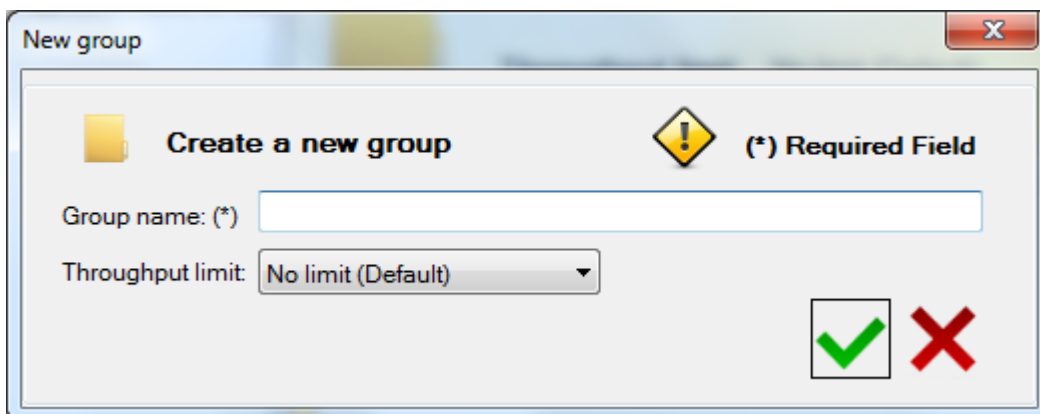 New group
Create a new group
(*) Required Field
Group name: (*)
Throughput limit:
No limit (Default)